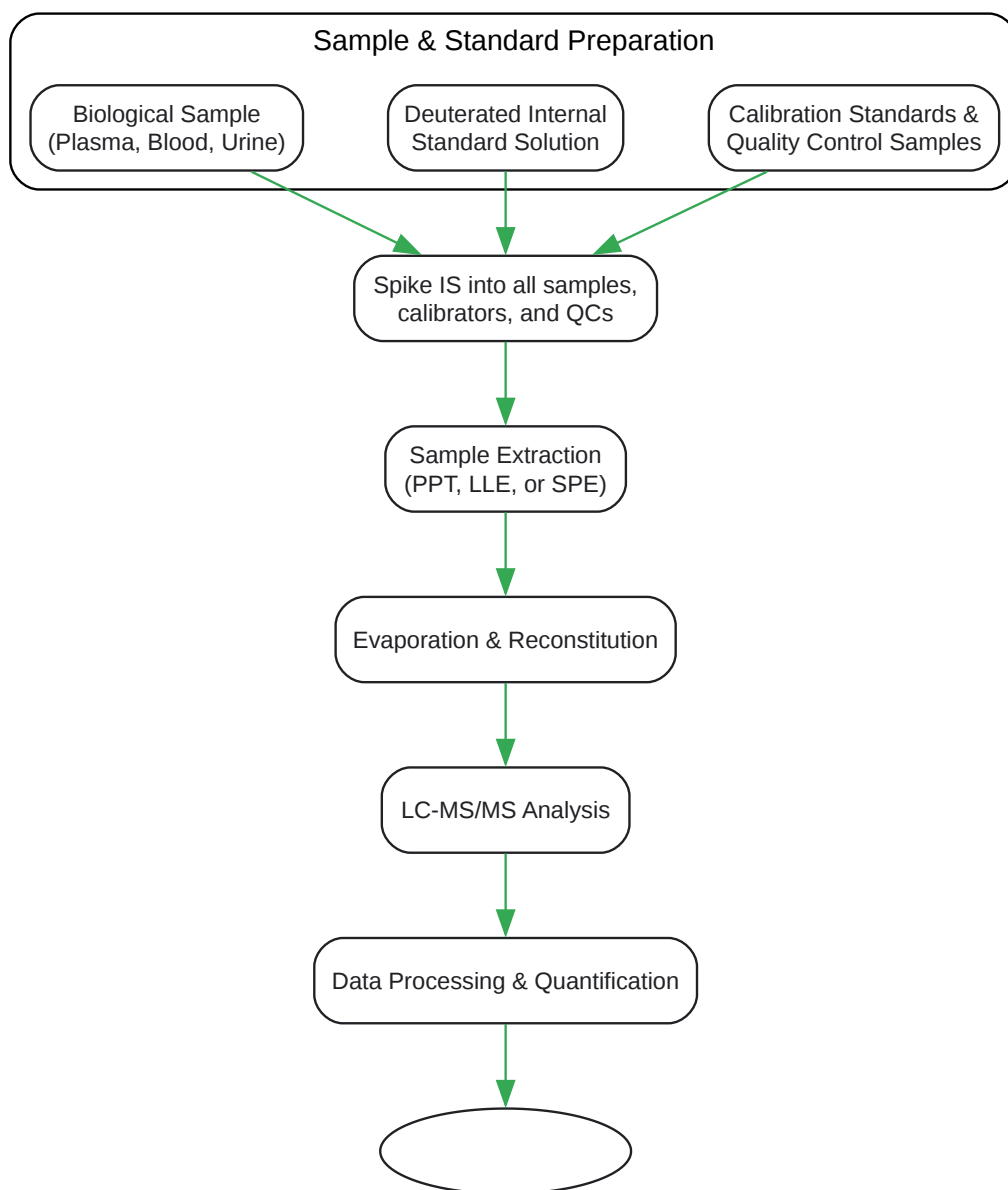 Sample & Standard Preparation
Biological Sample
(Plasma, Blood, Urine)
Deuterated Internal
Standard Solution
Calibration Standards &
Quality Control Samples
Spike IS into all samples,
calibrators, and QCs
Sample Extraction
(PPT, LLE, or SPE)
Evaporation & Reconstitution
LC-MS/MS Analysis
Data Processing & Quantification